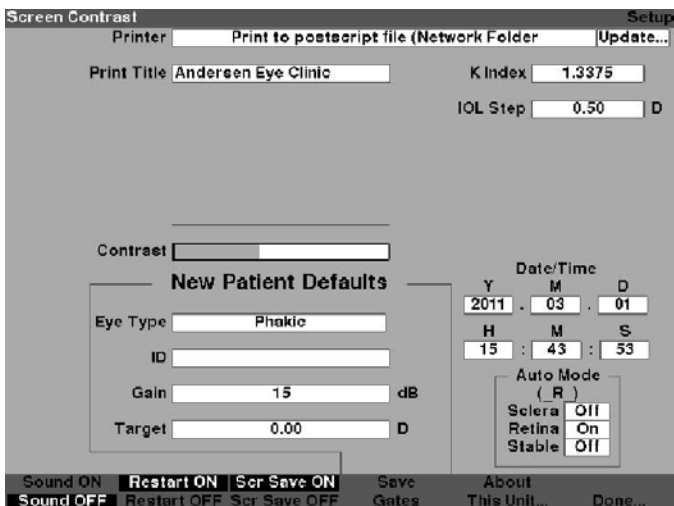 Screen Contrast Setup
Printer Print to postscript file (Network Folder Update...
Print Title Andersen Eye Clinic K Index 1.3375
IOL Step 0.50 D
Contrast
New Patient Defaults
Date/Time
Y M D
2011 . 03 . 01
Eye Type Phakic
H M S
15 : 43 : 53
ID
Auto Mode
( _R_ )
Gain 15 dB
Sclera Off
Retina On
Target 0.00 D
Stable Off
Sound ON Restart ON Scr Save ON Save About
Sound OFF Restart OFF Scr Save OFF Gates This Unit... Done...